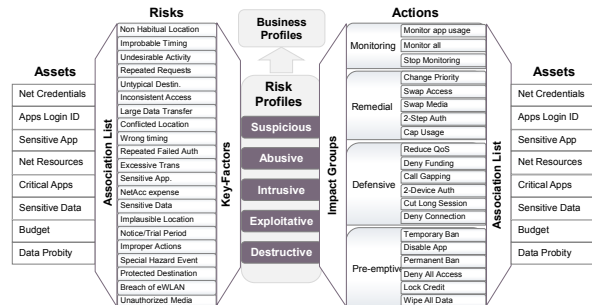 Risks
Business
Profiles
Actions
Assets
Net Credentials
Apps Login ID
Sensitive App
Net Resources
Critical Apps
Sensitive Data
Budget
Data Probity
Association List
Non Habitual Location
Improbable Timing
Undesirable Activity
Repeated Requests
Untypical Destin.
Inconsistent Access
Large Data Transfer
Conflicted Location
Wrong timing
Repeated Failed Auth
Excessive Trans
Sensitive App.
NetAcc expense
Sensitive Data
Implausible Location
Notice/Trial Period
Improper Actions
Special Hazard Event
Protected Destination
Breach of eWLAN
Unauthorized Media
Key-Factors
Risk
Profiles
Suspicious
Abusive
Intrusive
Exploitative
Destructive
Impact Groups
Monitoring
Monitor app usage
Monitor all
Stop Monitoring
Remedial
Change Priority
Swap Access
Swap Media
2-Step Auth
Cap Usage
Defensive
Reduce QoS
Deny Funding
Call Gapping
2-Device Auth
Cut Long Session
Deny Connection
Pre-emptive
Temporary Ban
Disable App
Permanent Ban
Deny All Access
Lock Credit
Wipe All Data
Association List
Assets
Net Credentials
Apps Login ID
Sensitive App
Net Resources
Critical Apps
Sensitive Data
Budget
Data Probity